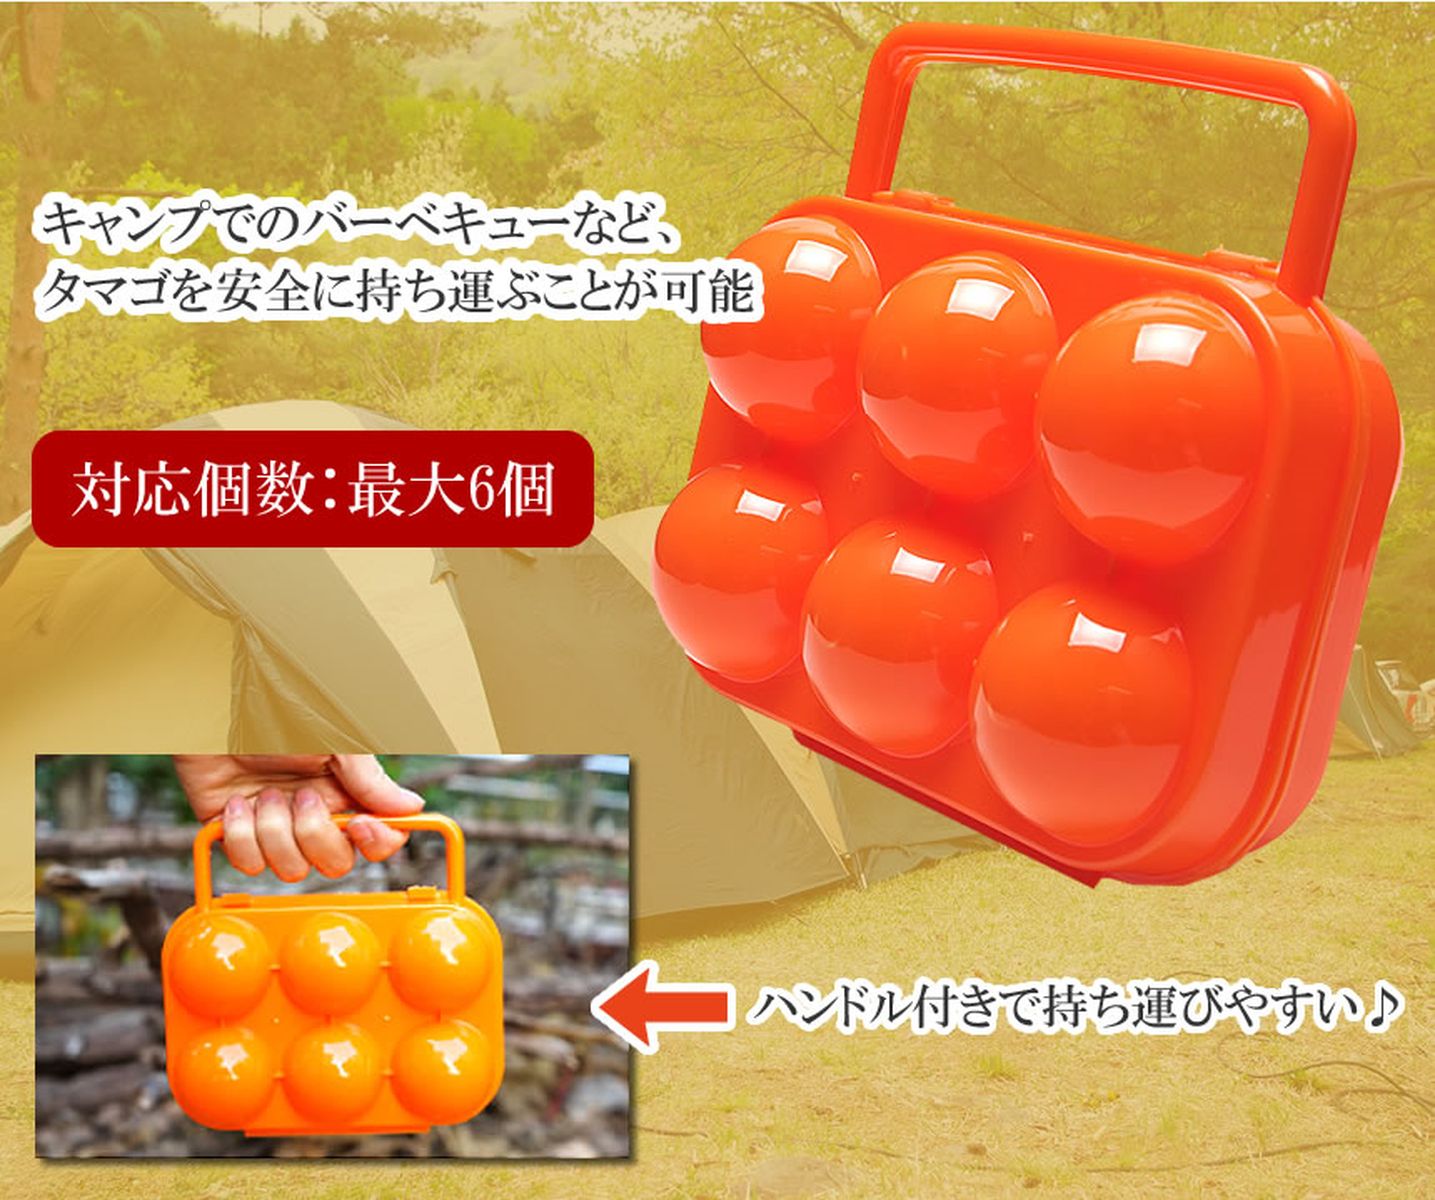 キャンプでのバーベキューなど、
タマゴを安全に持ち運ぶことが可能
対応個数：最大6個
ハンドル付きで持ち運びやすい♪